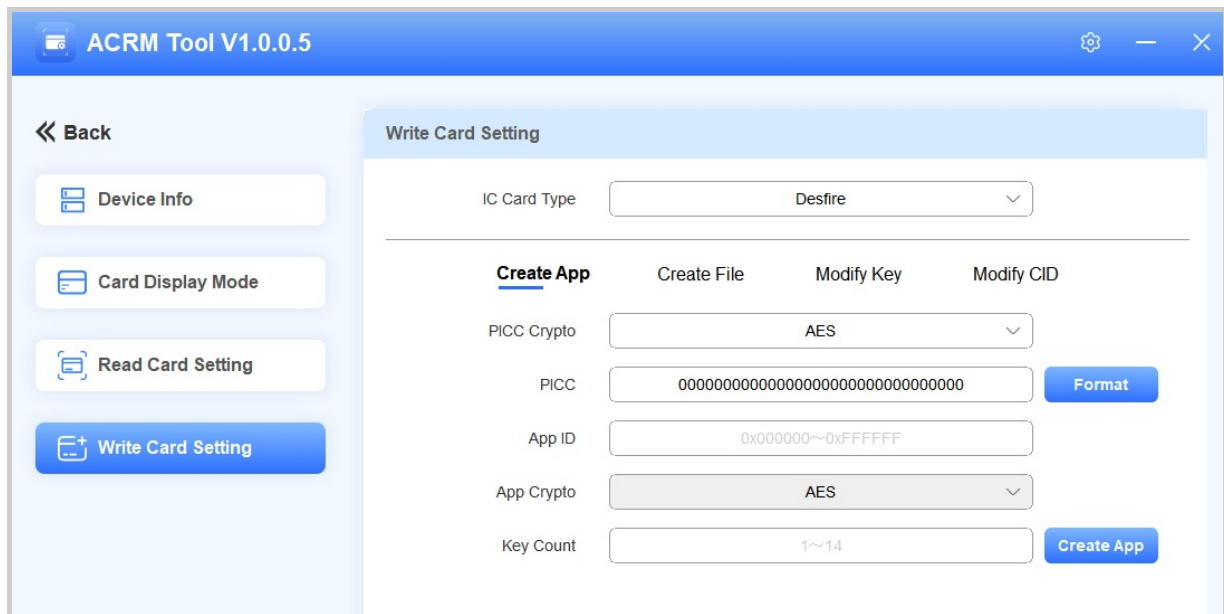 ACRM Tool V1.0.0.5
Back
Device Info
Card Display Mode
Read Card Setting
Write Card Setting
Write Card Setting
IC Card Type Desfire
Create App Create File Modify Key Modify CID
PICC Crypto AES
PICC 00000000000000000000000000000000 Format
App ID 0x000000～0xFFFFFF
App Crypto AES
Key Count 1～14 Create App